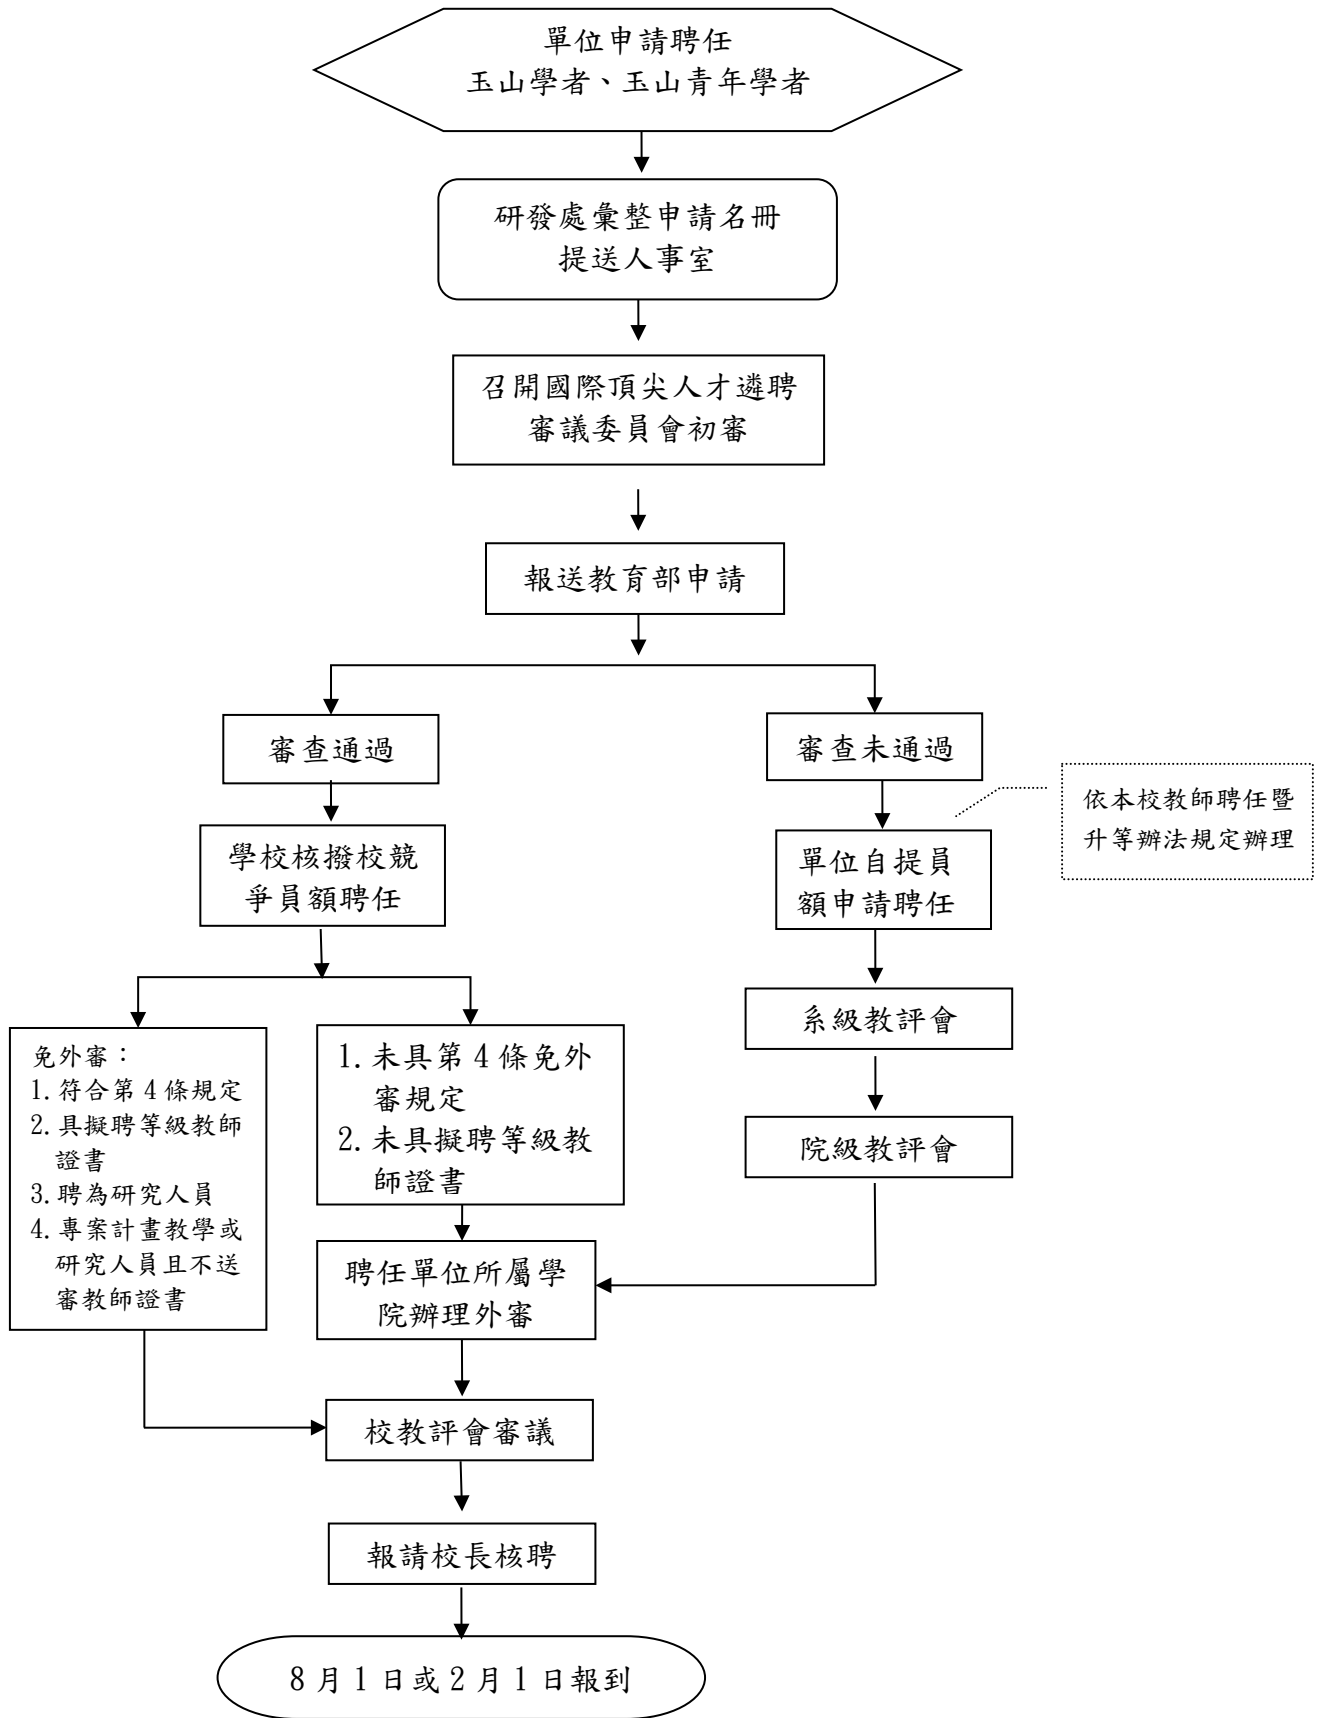 單位申請聘任
玉山學者、玉山青年學者
研發處彙整申請名冊
提送人事室
召開國際頂尖人才遴聘
審議委員會初審
報送教育部申請
審查通過
審查未通過
依本校教師聘任暨
升等辦法規定辦理
學校核撥校競
爭員額聘任
單位自提員
額申請聘任
系級教評會
院級教評會
免外審：
1.符合第4條規定
2.具擬聘等級教師
證書
3.聘為研究人員
4.專案計畫教學或
研究人員且不送
審教師證書
1.未具第4條免外
審規定
2.未具擬聘等級教
師證書
聘任單位所屬學
院辦理外審
校教評會審議
報請校長核聘
8月1日或2月1日報到